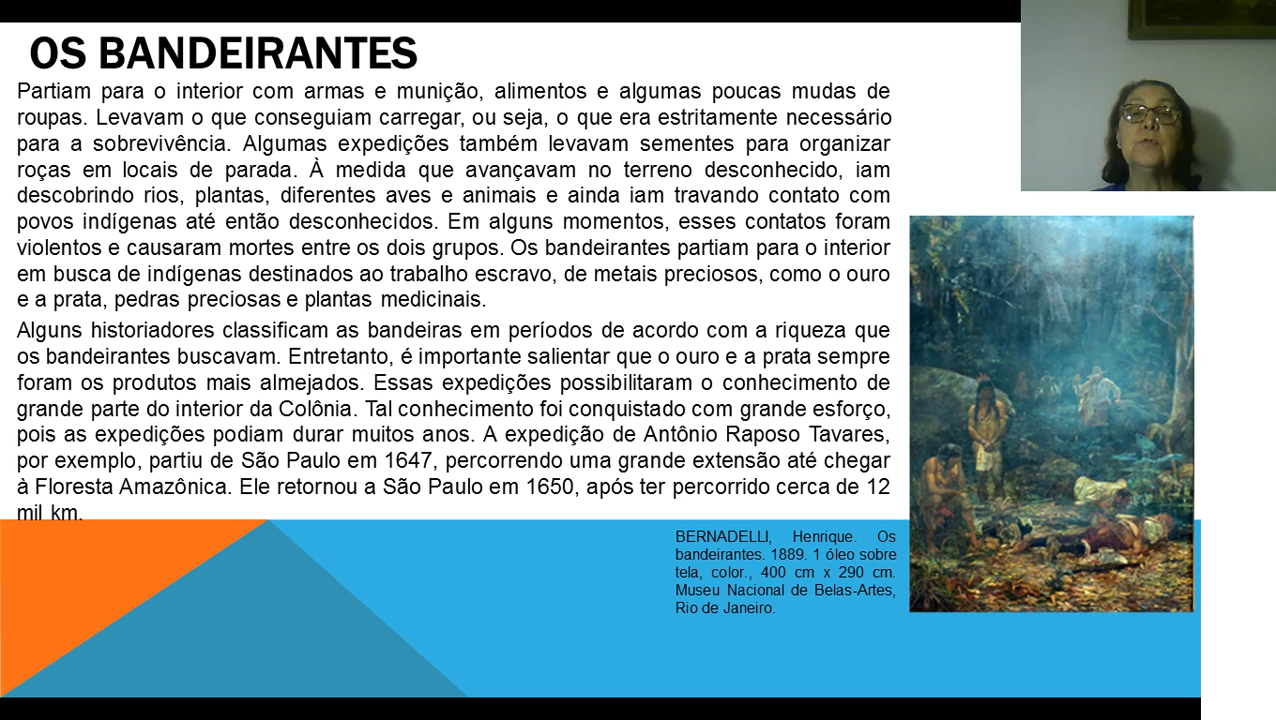 OS BANDEIRANTES
Partiam para o interior com armas e munição, alimentos e algumas poucas mudas de
roupas. Levavam o que conseguiam carregar, ou seja, o que era estritamente necessário
para a sobrevivência. Algumas expedições também levavam sementes para organizar
roças em locais de parada. À medida que avançavam no terreno desconhecido, iam
descobrindo rios, plantas, diferentes aves e animais e ainda iam travando contato com
povos indígenas até então desconhecidos. Em alguns momentos, esses contatos foram
violentos e causaram mortes entre os dois grupos. Os bandeirantes partiam para o interior
em busca de indígenas destinados ao trabalho escravo, de metais preciosos, como o ouro
e a prata, pedras preciosas e plantas medicinais.
Alguns historiadores classificam as bandeiras em períodos de acordo com a riqueza que
os bandeirantes buscavam. Entretanto, é importante salientar que o ouro e a prata sempre
foram os produtos mais almejados. Essas expedições possibilitaram o conhecimento de
grande parte do interior da Colônia. Tal conhecimento foi conquistado com grande esforço,
pois as expedições podiam durar muitos anos. A expedição de Antônio Raposo Tavares,
por exemplo, partiu de São Paulo em 1647, percorrendo uma grande extensão até chegar
à Floresta Amazônica. Ele retornou a São Paulo em 1650, após ter percorrido cerca de 12
mil km.
BERNADELLI, Henrique. Os
bandeirantes. 1889. 1 óleo sobre
tela, color., 400 cm x 290 cm.
Museu Nacional de Belas-Artes,
Rio de Janeiro.